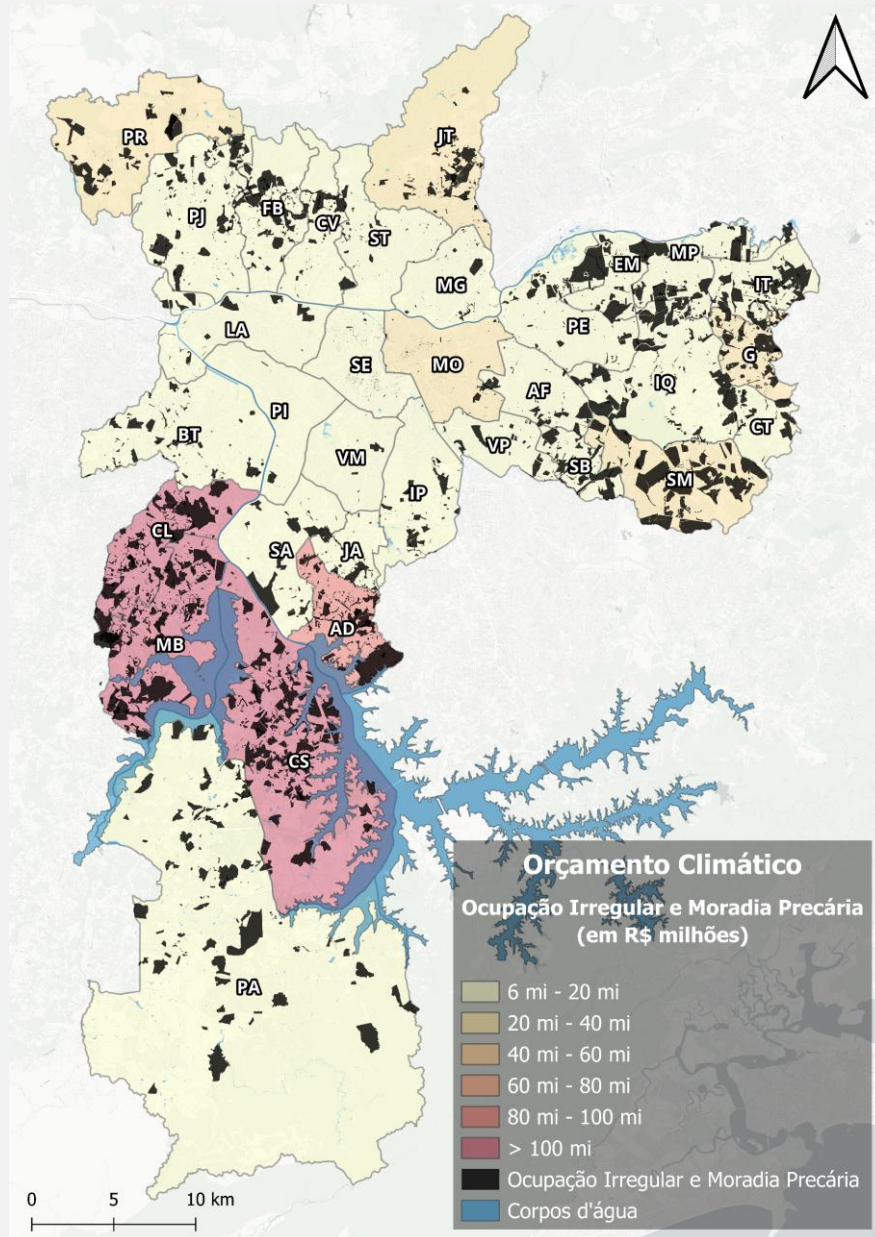 PR
JT
PJ
FB
CV
ST
MG
EM
MP
IT
LA
SE
MO
PE
G
AF
IQ
PI
BT
VM
VP
SB
CT
IP
SM
CL
SA
JA
AD
MB
CS
PA
Orçamento Climático
Ocupação Irregular e Moradia Precária
(em R$ milhões)
6 mi - 20 mi
20 mi - 40 mi
40 mi - 60 mi
60 mi - 80 mi
80 mi - 100 mi
> 100 mi
Ocupação Irregular e Moradia Precária
Corpos d'água
0 5 10 km